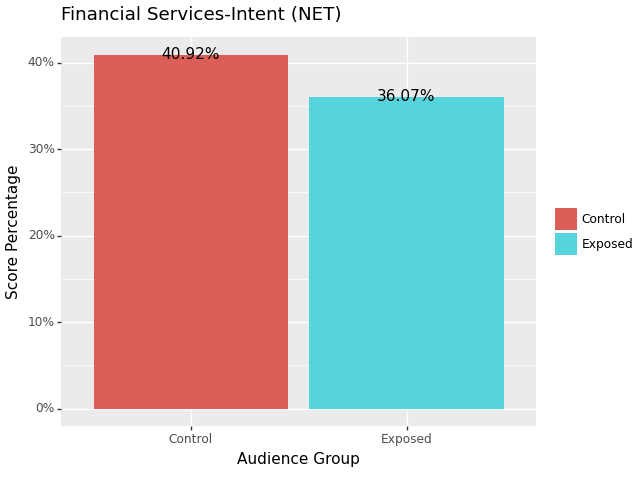 Financial Services-Intent (NET)
40.92%
36.07%
40%
30%
20%
10%
0%
Score Percentage
Control
Exposed
Audience Group
Control
Exposed